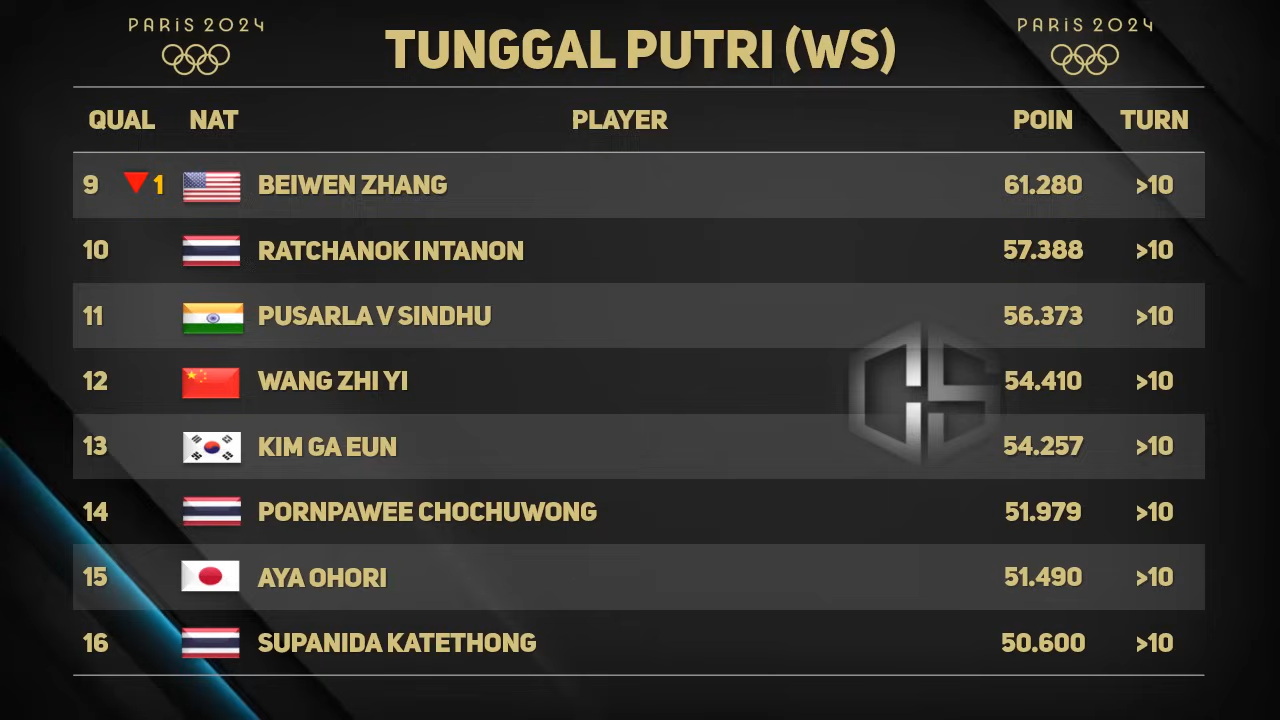 PARIS 2024
TUNGGAL PUTRI (WS)
PARIS 2024
QUAL NAT PLAYER POIN TURN
9 1 BEIWEN ZHANG 61.280 >10
10 RATCHANOK INTANON 57.388 >10
11 PUSARLA V SINDHU 56.373 >10
12 WANG ZHI YI 54.410 >10
13 KIM GA EUN 54.257 >10
14 PORNPAWEE CHOCHUWONG 51.979 >10
15 AYA OHORI 51.490 >10
16 SUPANIDA KATETHONG 50.600 >10